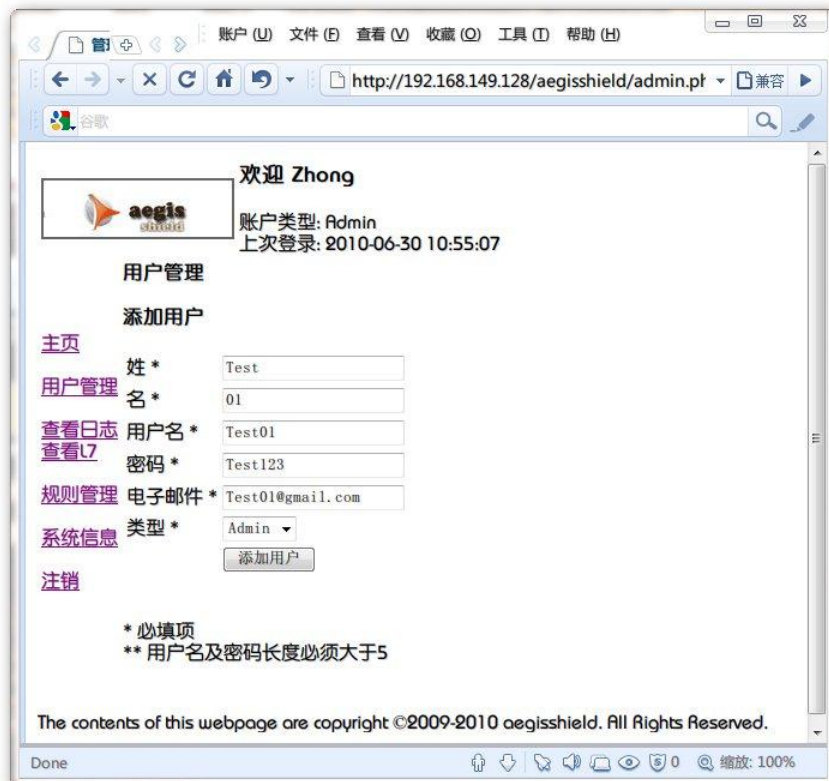 账户 (U) 文件 (F) 查看 (V) 收藏 (O) 工具 (T) 帮助 (H)
http://192.168.149.128/aegisshield/admin.ph
兼容
谷歌
aegis
shield
欢迎 Zhong
账户类型: Admin
上次登录: 2010-06-30 10:55:07
用户管理
添加用户
主页
用户管理
查看日志
查看L7
规则管理
系统信息
注销
姓 * Test
名 * 01
用户名 * Test01
密码 * Test123
电子邮件 * Test01@gmail.com
类型 * Admin
添加用户
* 必填项
** 用户名及密码长度必须大于5
The contents of this webpage are copyright ©2009-2010 aegisshield. All Rights Reserved.
Done
0
缩放: 100%